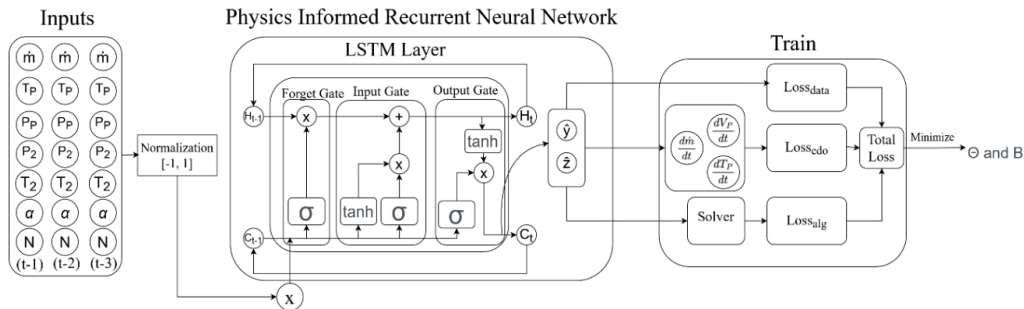 Inputs
ṁ ṁ ṁ
T_P T_P T_P
P_P P_P P_P
P_2 P_2 P_2
T_2 T_2 T_2
α α α
N N N
(t-1) (t-2) (t-3)
Normalization
[-1, 1]
x
Physics Informed Recurrent Neural Network
LSTM Layer
Forget Gate
Input Gate
Output Gate
H_{t-1}
x
+
H_t
tanh
x
x
σ
tanh
σ
σ
C_{t-1}
C_t
ŷ
ẑ
Train
Loss_data
dṁ/dt
dV_P/dt
dT_P/dt
Loss_edo
Solver
Loss_alg
Total
Loss
Minimize
Θ and B